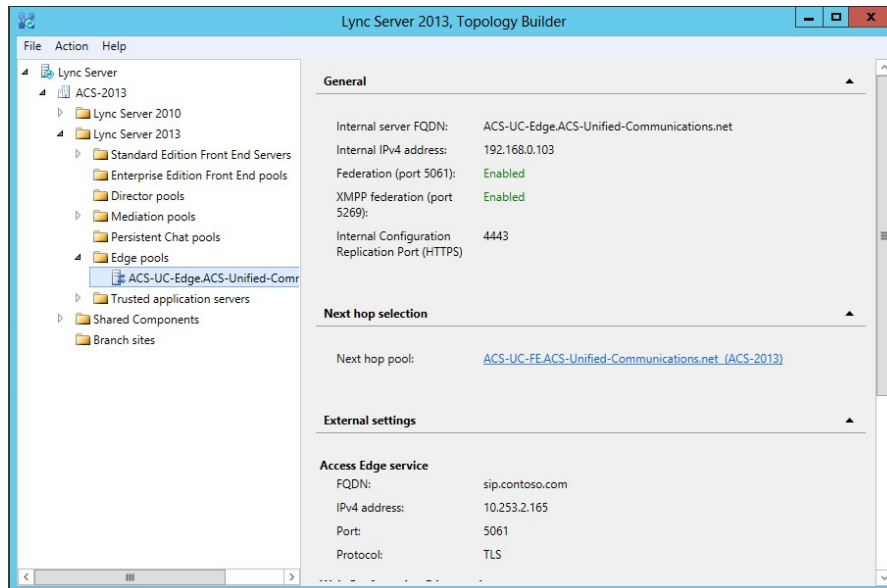 Lync Server 2013, Topology Builder
File Action Help
Lync Server
ACS-2013
Lync Server 2010
Lync Server 2013
Standard Edition Front End Servers
Enterprise Edition Front End pools
Director pools
Mediation pools
Persistent Chat pools
Edge pools
ACS-UC-Edge.ACS-Unified-Comr
Trusted application servers
Shared Components
Branch sites
General
Internal server FQDN: ACS-UC-Edge.ACS-Unified-Communications.net
Internal IPv4 address: 192.168.0.103
Federation (port 5061): Enabled
XMPP federation (port Enabled
5269):
Internal Configuration 4443
Replication Port (HTTPS)
Next hop selection
Next hop pool: ACS-UC-FE.ACS-Unified-Communications.net (ACS-2013)
External settings
Access Edge service
FQDN: sip.contoso.com
IPv4 address: 10.253.2.165
Port: 5061
Protocol: TLS